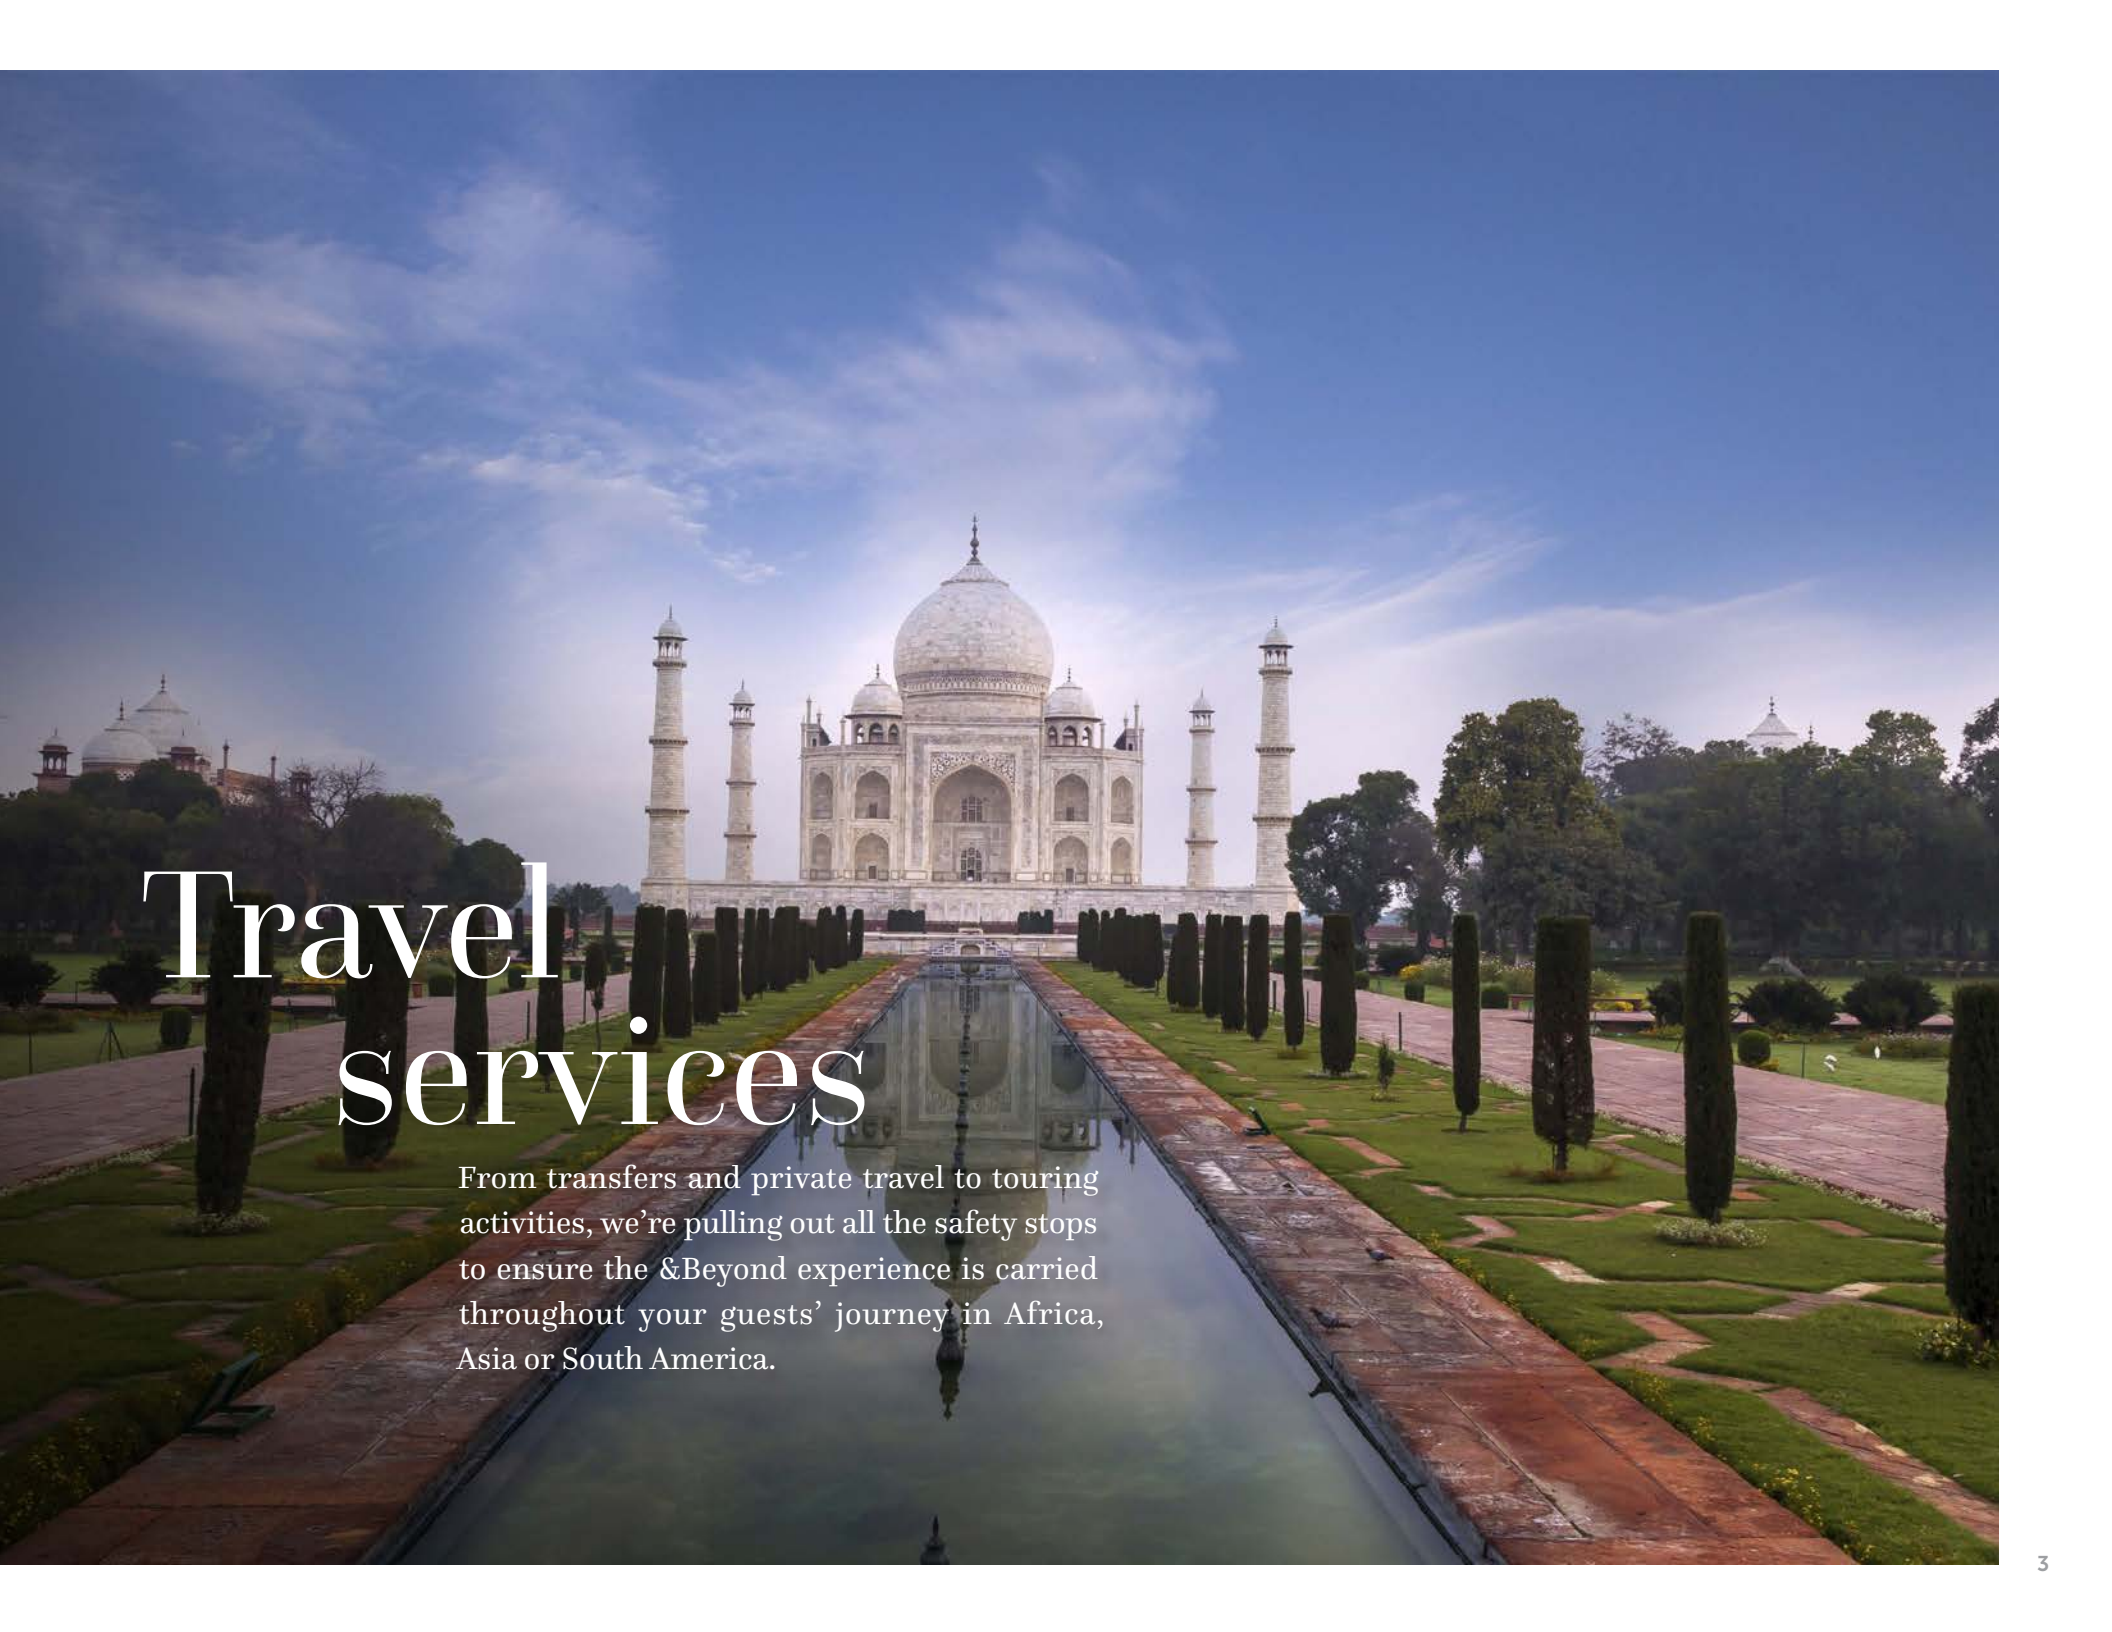 Travel
services
From transfers and private travel to touring
activities, we’re pulling out all the safety stops
to ensure the &Beyond experience is carried
throughout your guests’ journey in Africa,
Asia or South America.
3